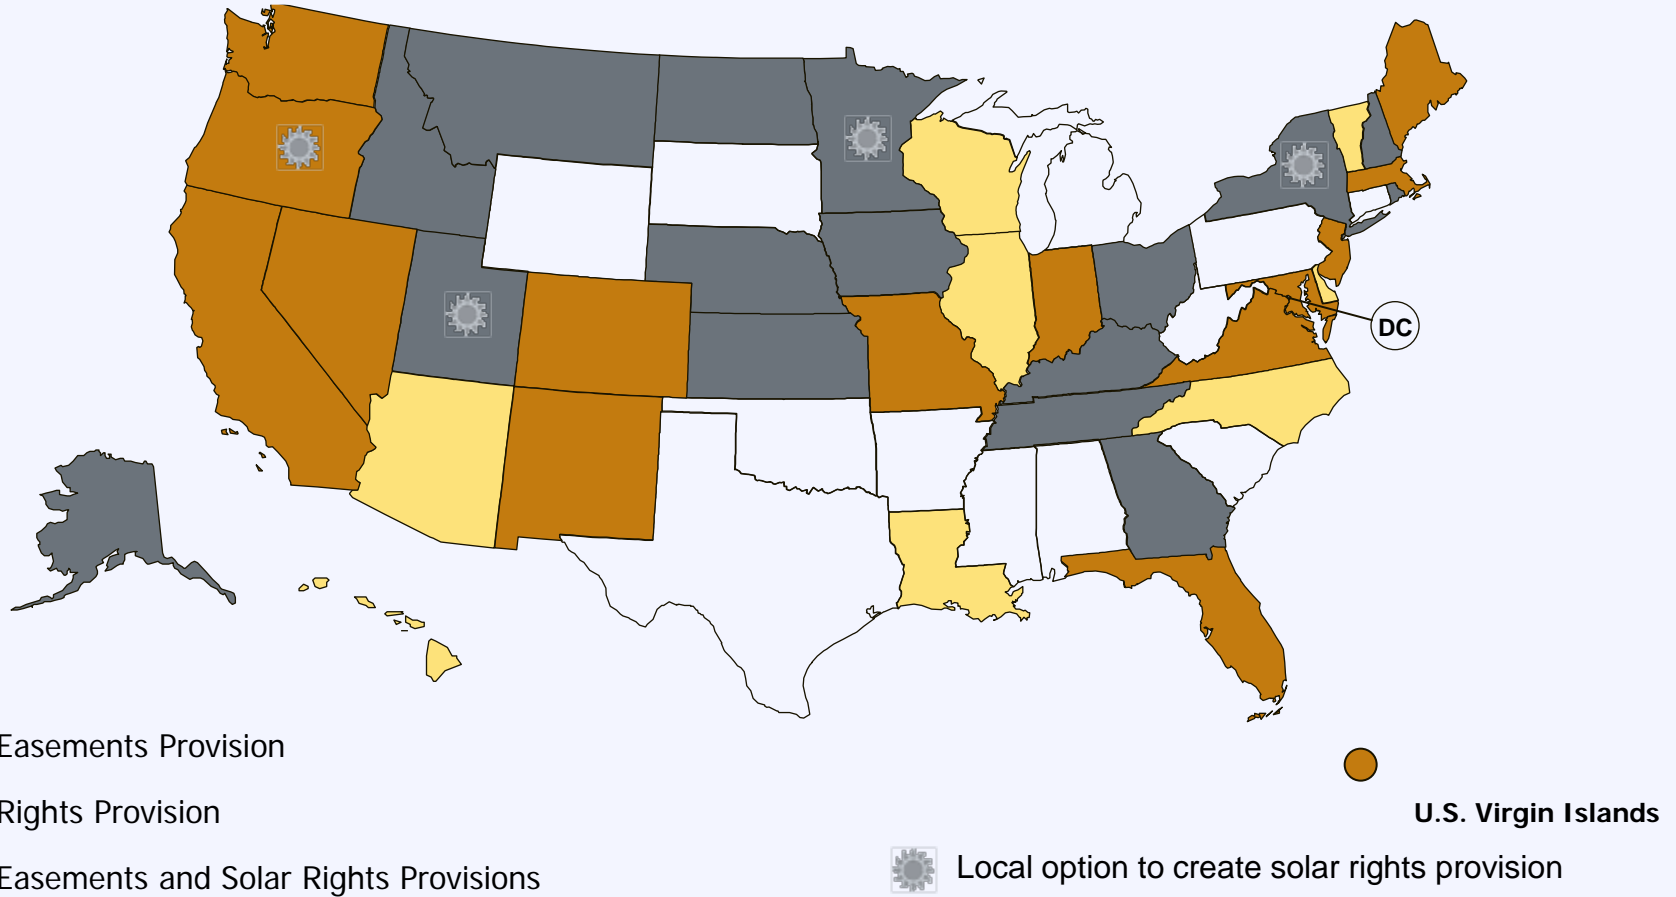 DC
Easements Provision
Rights Provision
U.S. Virgin Islands
Easements and Solar Rights Provisions
Local option to create solar rights provision